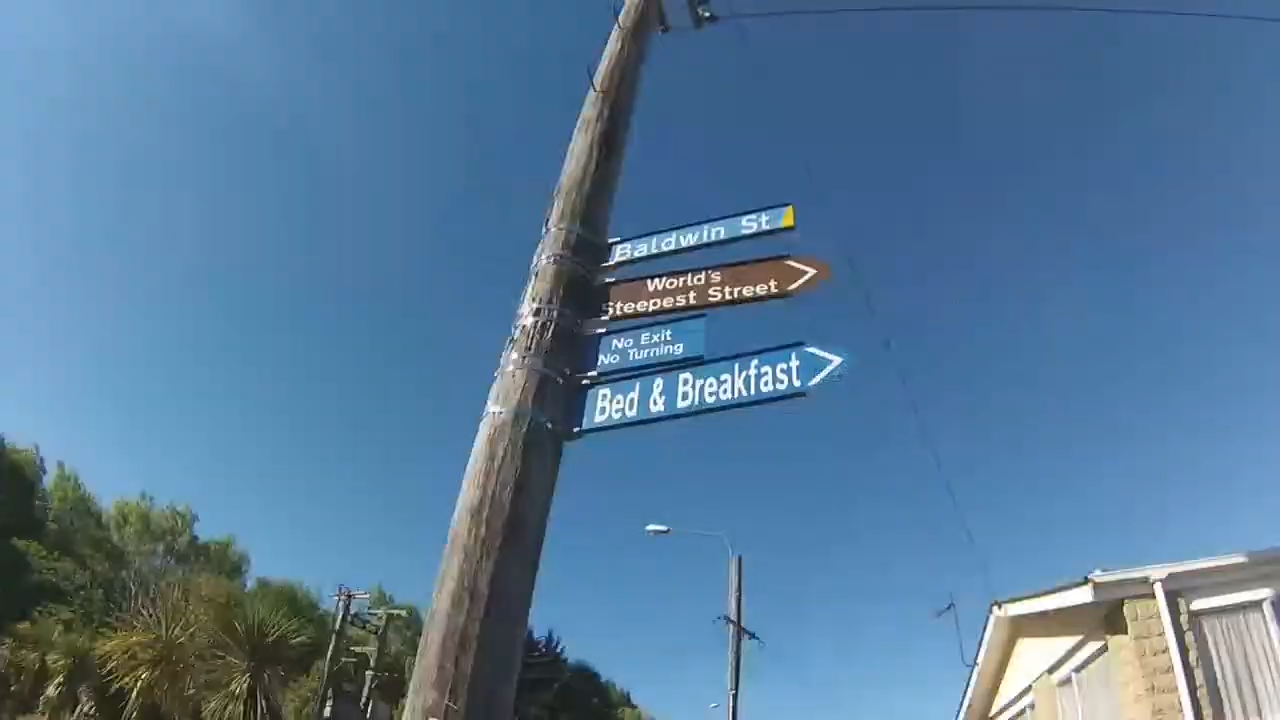 Baldwin St
World's
Steepest Street
No Exit
No Turning
Bed & Breakfast